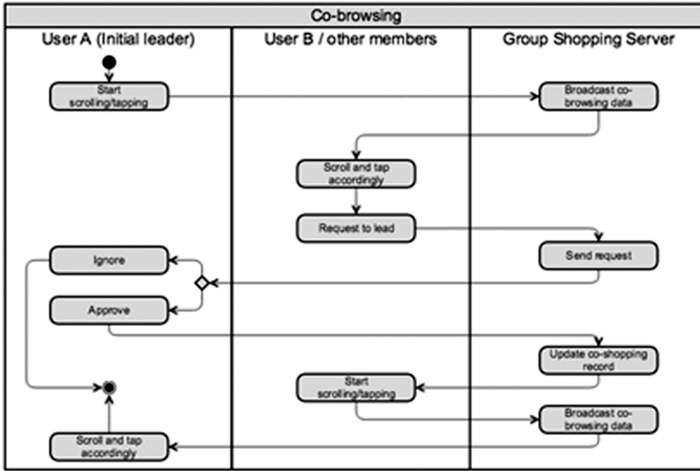 Co-browsing
User A (Initial leader)
User B / other members
Group Shopping Server
Start
scrolling/tapping
Broadcast co-
browsing data
Scroll and tap
accordingly
Request to lead
Send request
Ignore
Approve
Update co-shopping
record
Start
scrolling/tapping
Broadcast co-
browsing data
Scroll and tap
accordingly